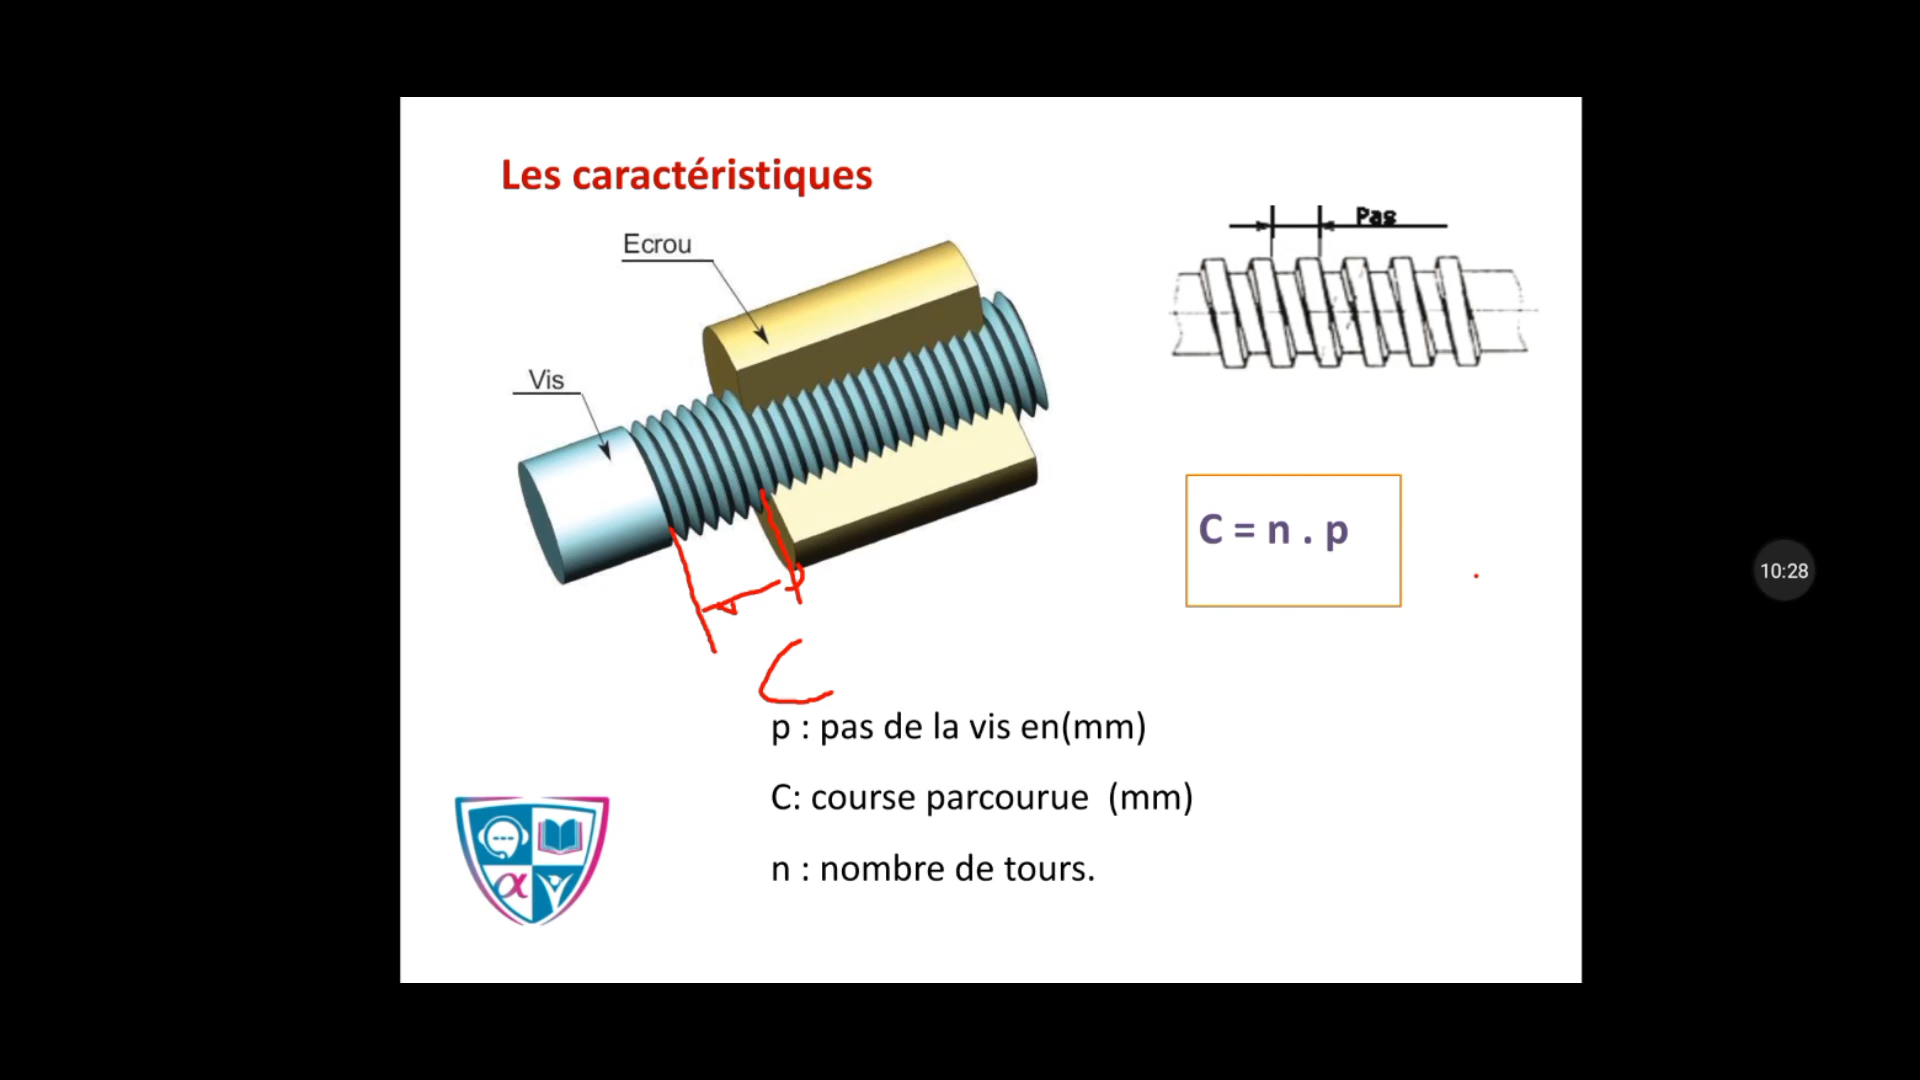 Les caractéristiques
Ecrou
Pas
Vis
C = n . p
10:28
C
p : pas de la vis en(mm)
C: course parcourue (mm)
n : nombre de tours.
α